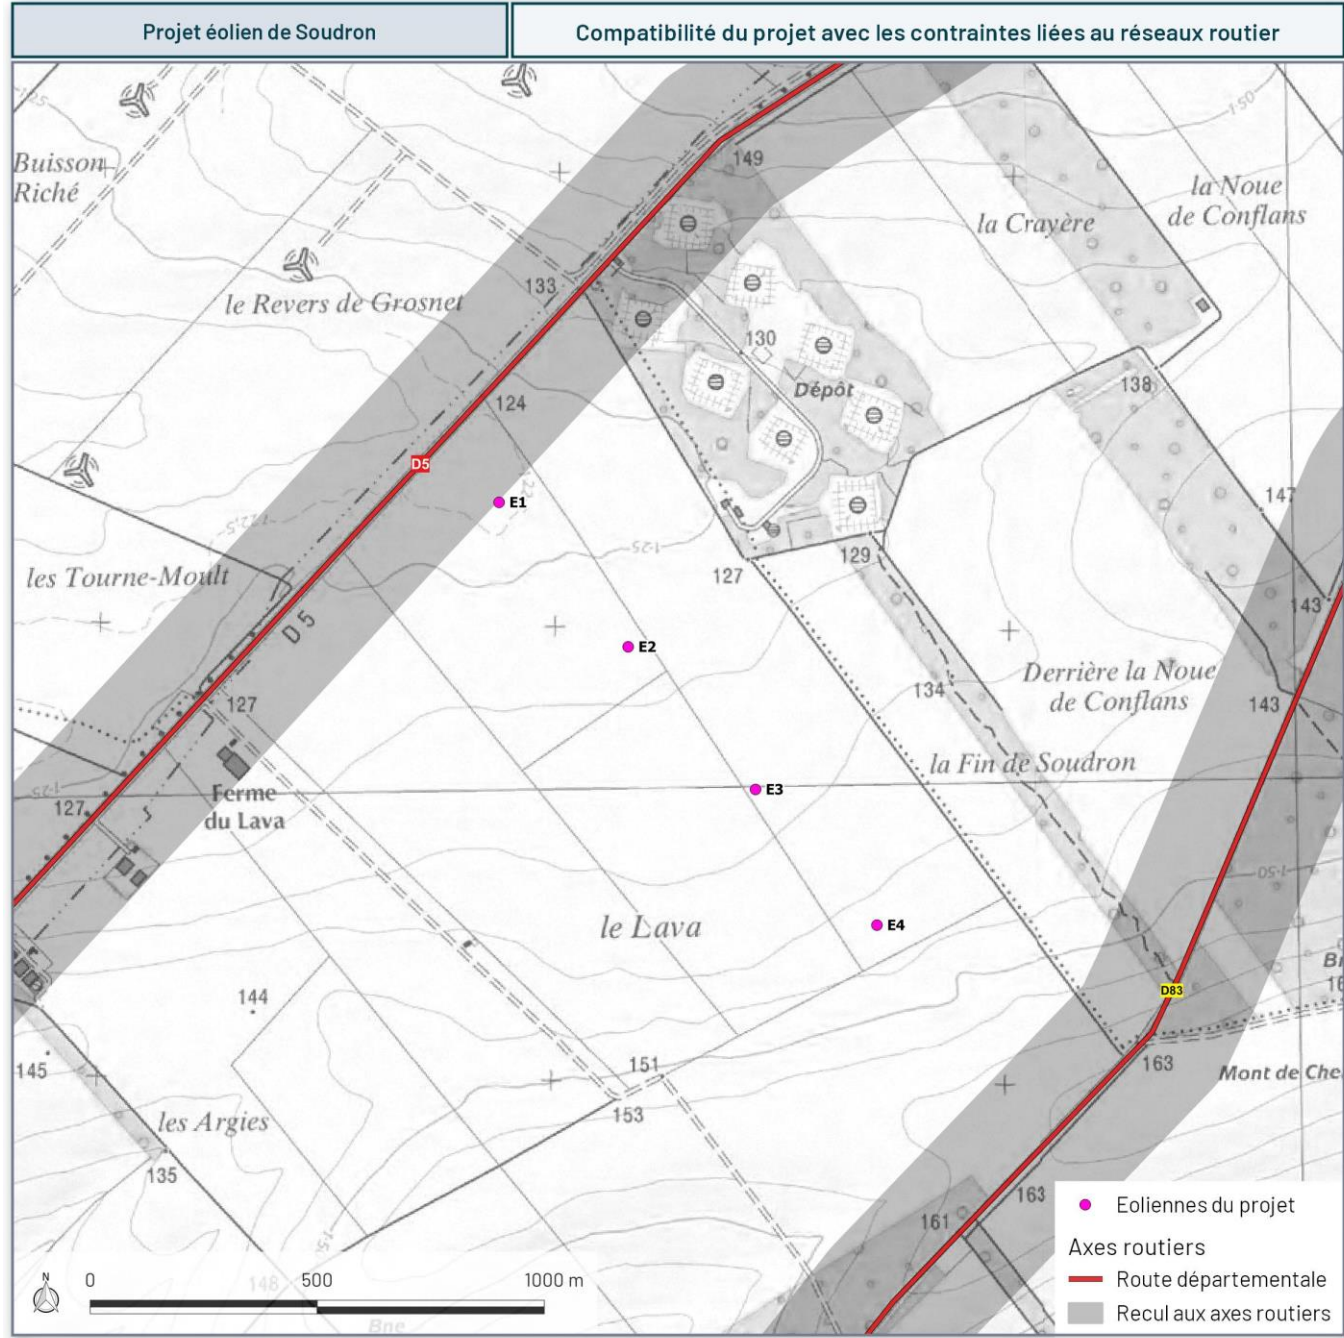 Projet éolien de Soudron
Compatibilité du projet avec les contraintes liées au réseaux routier
Buisson
Riché
149
la Noue
de Conflans
la Crayère
133
le Revers de Grosnet
130
124
Dépôt
138
D5
E1
147
les Tourne-Moult
127
129
143
D 5
E2
Derrière la Noue
de Conflans
134
143
127
la Fin de Soudron
127
Ferme
du Lava
E3
le Lava
E4
D83
144
163
145
151
Mont de Che
153
les Argies
135
163
161
148
Bne
N
0 500 1000 m
Eoliennes du projet
Axes routiers
Route départementale
Recul aux axes routiers